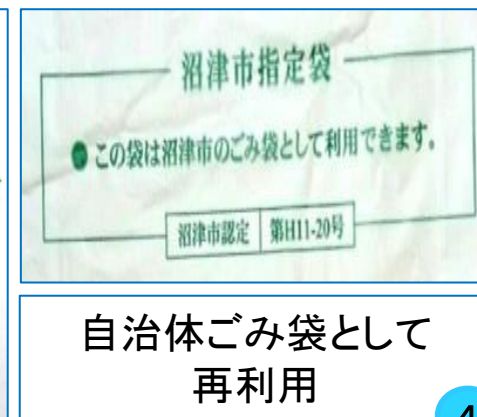 沼津市指定袋
●この袋は沼津市のごみ袋として利用できます。
沼津市認定 第H11-20号
自治体ごみ袋として
再利用
4